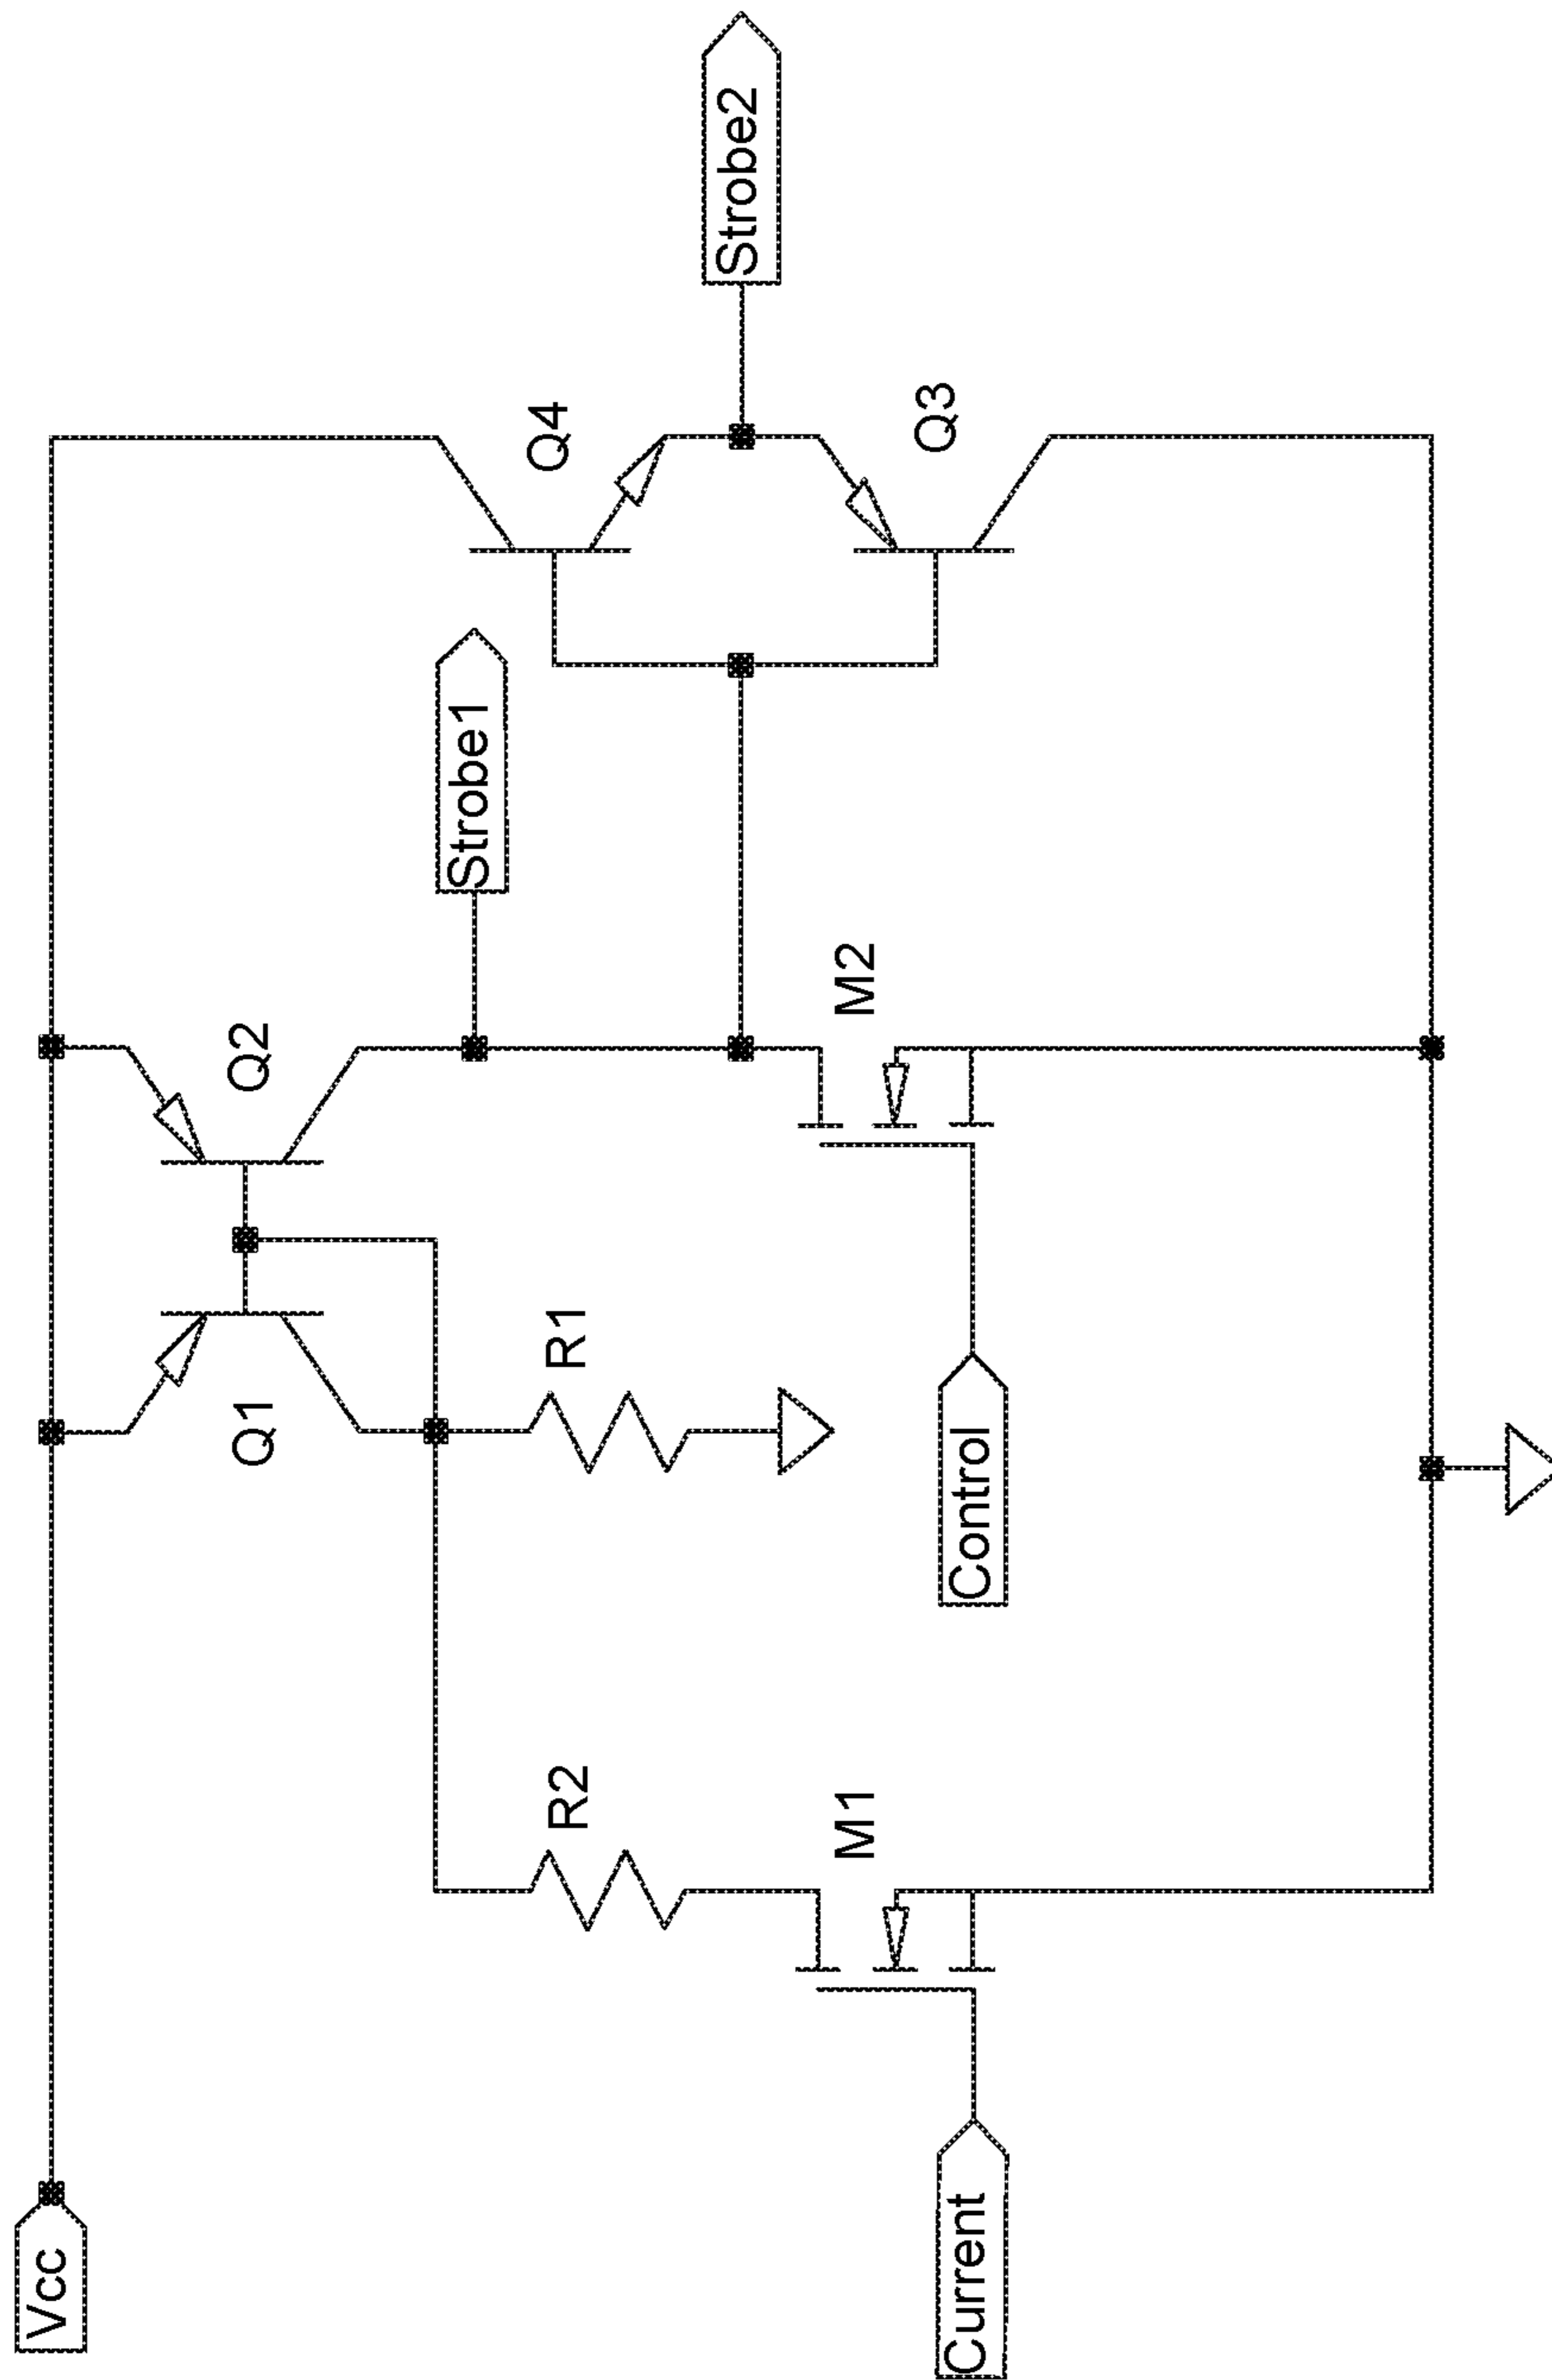 Vcc
Q1
Q2
Q4
Strobe1
Strobe2
R2
R1
M1
M2
Q3
Current
Control